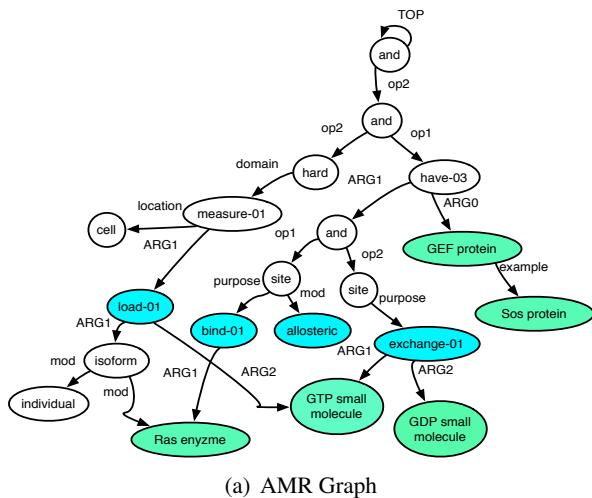 TOP
and
op2
and
op2
op1
hard
domain
ARG1
have-03
location
measure-01
ARG0
cell
and
ARG1
op1
op2
GEF protein
example
purpose
site
mod
site
purpose
load-01
bind-01
allosteric
Sos protein
ARG1
exchange-01
mod
isoform
ARG1
ARG2
ARG1
ARG2
individual
mod
GTP small
molecule
GDP small
molecule
Ras enyzme
(a) AMR Graph